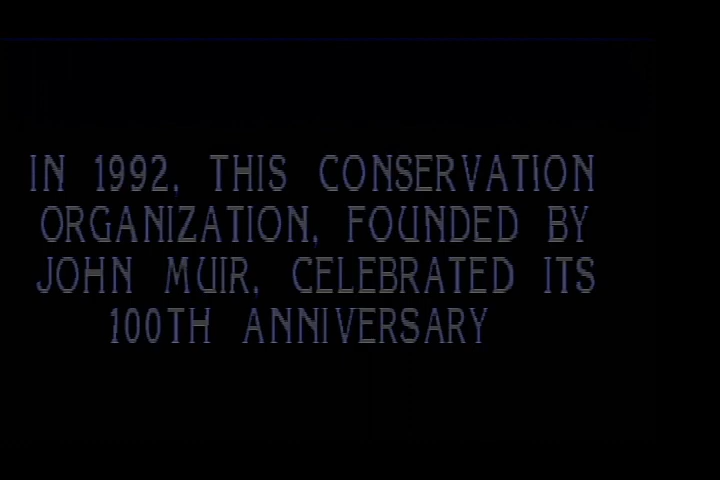 IN 1992, THIS CONSERVATION
ORGANIZATION, FOUNDED BY
JOHN MUIR, CELEBRATED ITS
100TH ANNIVERSARY